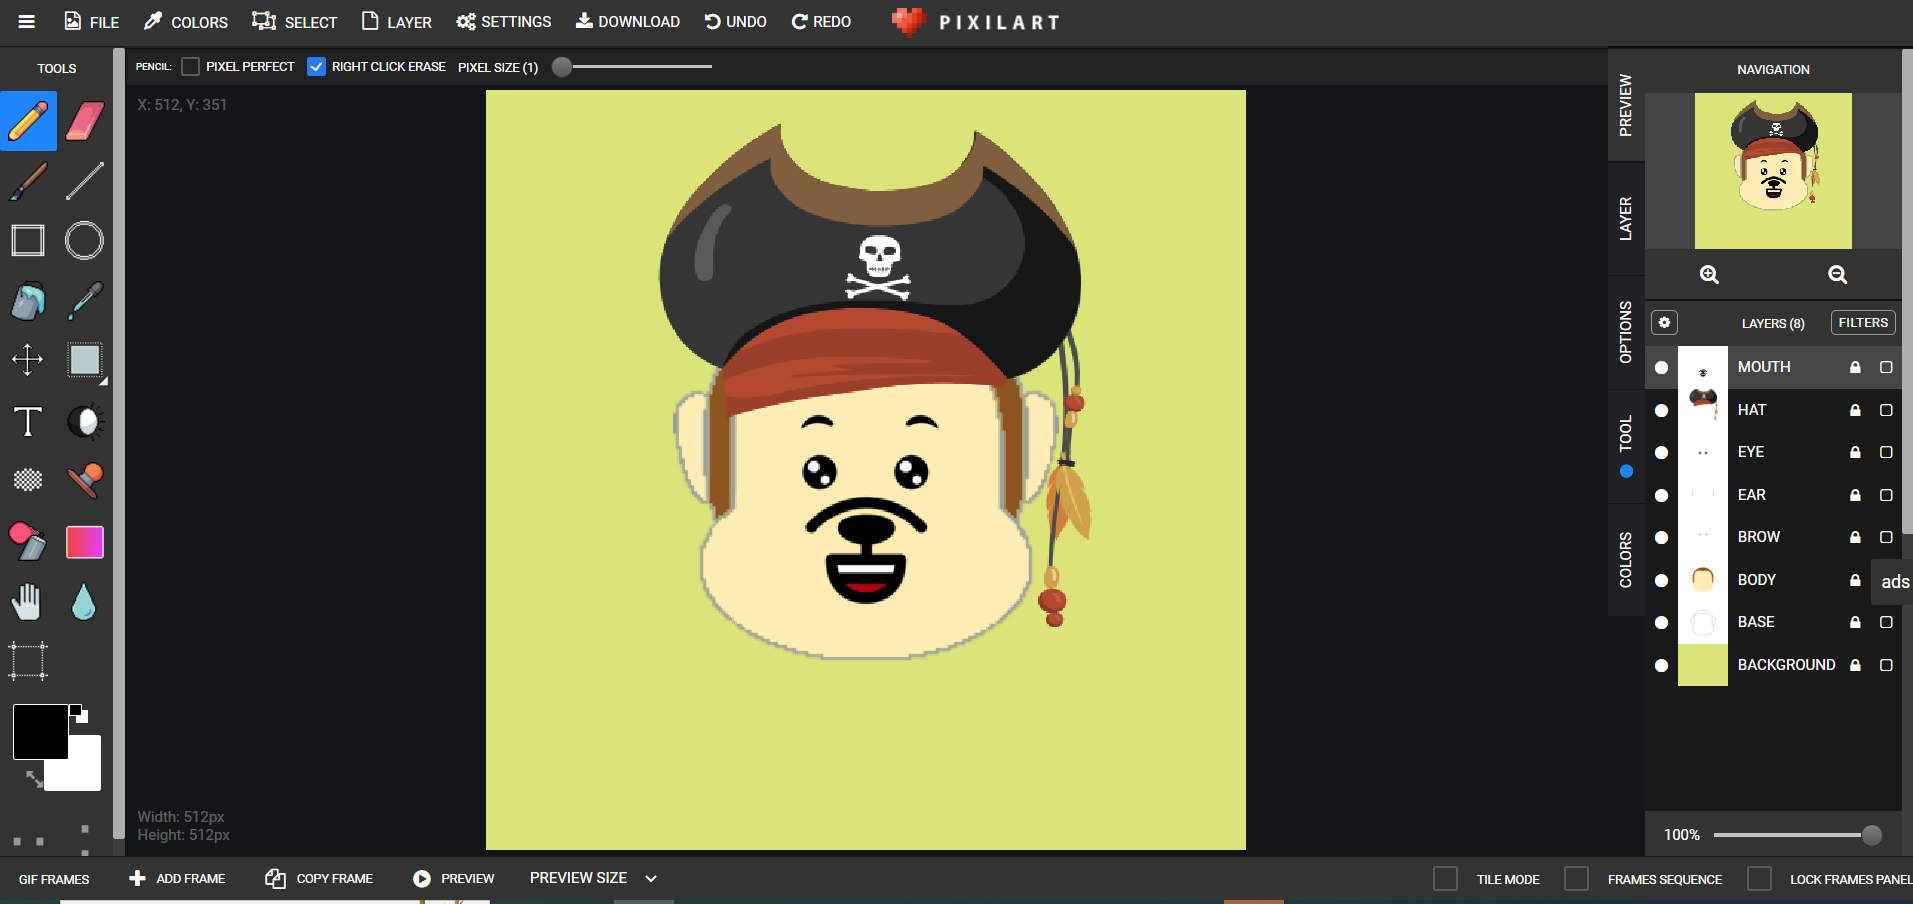 FILE COLORS SELECT LAYER SETTINGS DOWNLOAD UNDO REDO PIXILART
TOOLS
PENCIL: PIXEL PERFECT RIGHT CLICK ERASE PIXEL SIZE (1)
X: 512, Y: 351
Width: 512px
Height: 512px
PREVIEW
LAYER
OPTIONS
TOOL
COLORS
NAVIGATION
LAYERS (8) FILTERS
MOUTH
HAT
EYE
EAR
BROW
BODY
ads
BASE
BACKGROUND
100%
GIF FRAMES ADD FRAME COPY FRAME PREVIEW PREVIEW SIZE TILE MODE FRAMES SEQUENCE LOCK FRAMES PANEL